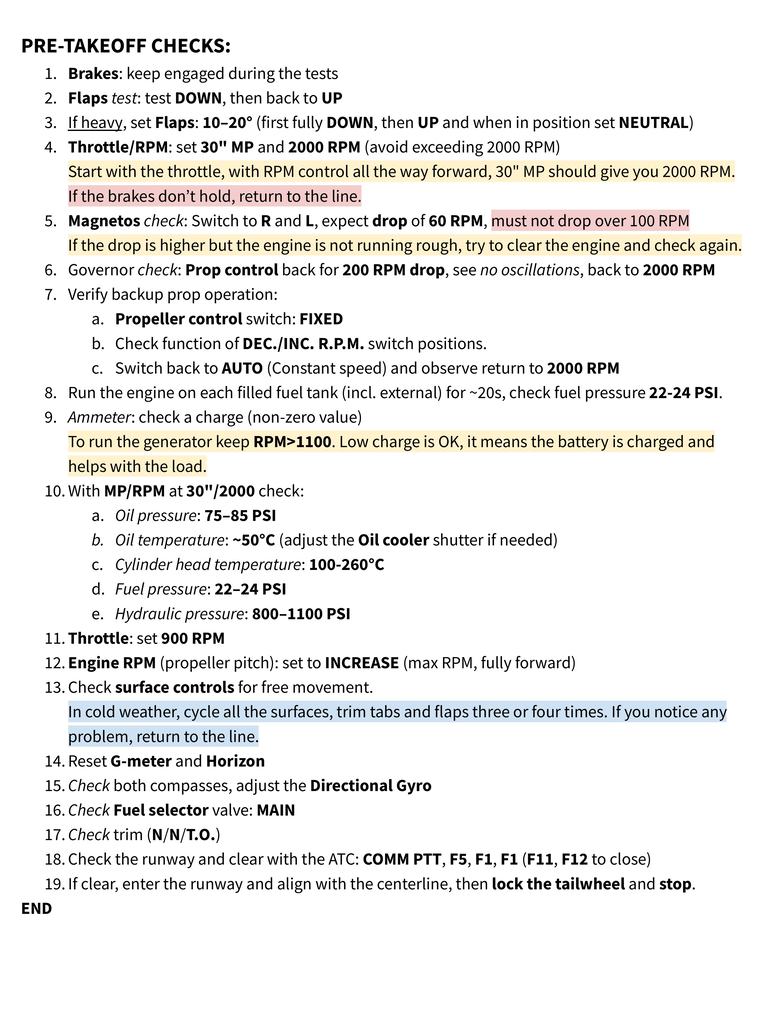 PRE-TAKEOFF CHECKS:
1. Brakes: keep engaged during the tests
2. Flaps test: test DOWN, then back to UP
3. If heavy, set Flaps: 10–20° (first fully DOWN, then UP and when in position set NEUTRAL)
4. Throttle/RPM: set 30" MP and 2000 RPM (avoid exceeding 2000 RPM)
Start with the throttle, with RPM control all the way forward, 30" MP should give you 2000 RPM.
If the brakes don’t hold, return to the line.
5. Magnetos check: Switch to R and L, expect drop of 60 RPM, must not drop over 100 RPM
If the drop is higher but the engine is not running rough, try to clear the engine and check again.
6. Governor check: Prop control back for 200 RPM drop, see no oscillations, back to 2000 RPM
7. Verify backup prop operation:
a. Propeller control switch: FIXED
b. Check function of DEC./INC. R.P.M. switch positions.
c. Switch back to AUTO (Constant speed) and observe return to 2000 RPM
8. Run the engine on each filled fuel tank (incl. external) for ~20s, check fuel pressure 22-24 PSI.
9. Ammeter: check a charge (non-zero value)
To run the generator keep RPM>1100. Low charge is OK, it means the battery is charged and
helps with the load.
10. With MP/RPM at 30"/2000 check:
a. Oil pressure: 75–85 PSI
b. Oil temperature: ~50°C (adjust the Oil cooler shutter if needed)
c. Cylinder head temperature: 100-260°C
d. Fuel pressure: 22–24 PSI
e. Hydraulic pressure: 800–1100 PSI
11. Throttle: set 900 RPM
12. Engine RPM (propeller pitch): set to INCREASE (max RPM, fully forward)
13. Check surface controls for free movement.
In cold weather, cycle all the surfaces, trim tabs and flaps three or four times. If you notice any
problem, return to the line.
14. Reset G-meter and Horizon
15. Check both compasses, adjust the Directional Gyro
16. Check Fuel selector valve: MAIN
17. Check trim (N/N/T.O.)
18. Check the runway and clear with the ATC: COMM PTT, F5, F1, F1 (F11, F12 to close)
19. If clear, enter the runway and align with the centerline, then lock the tailwheel and stop.
END